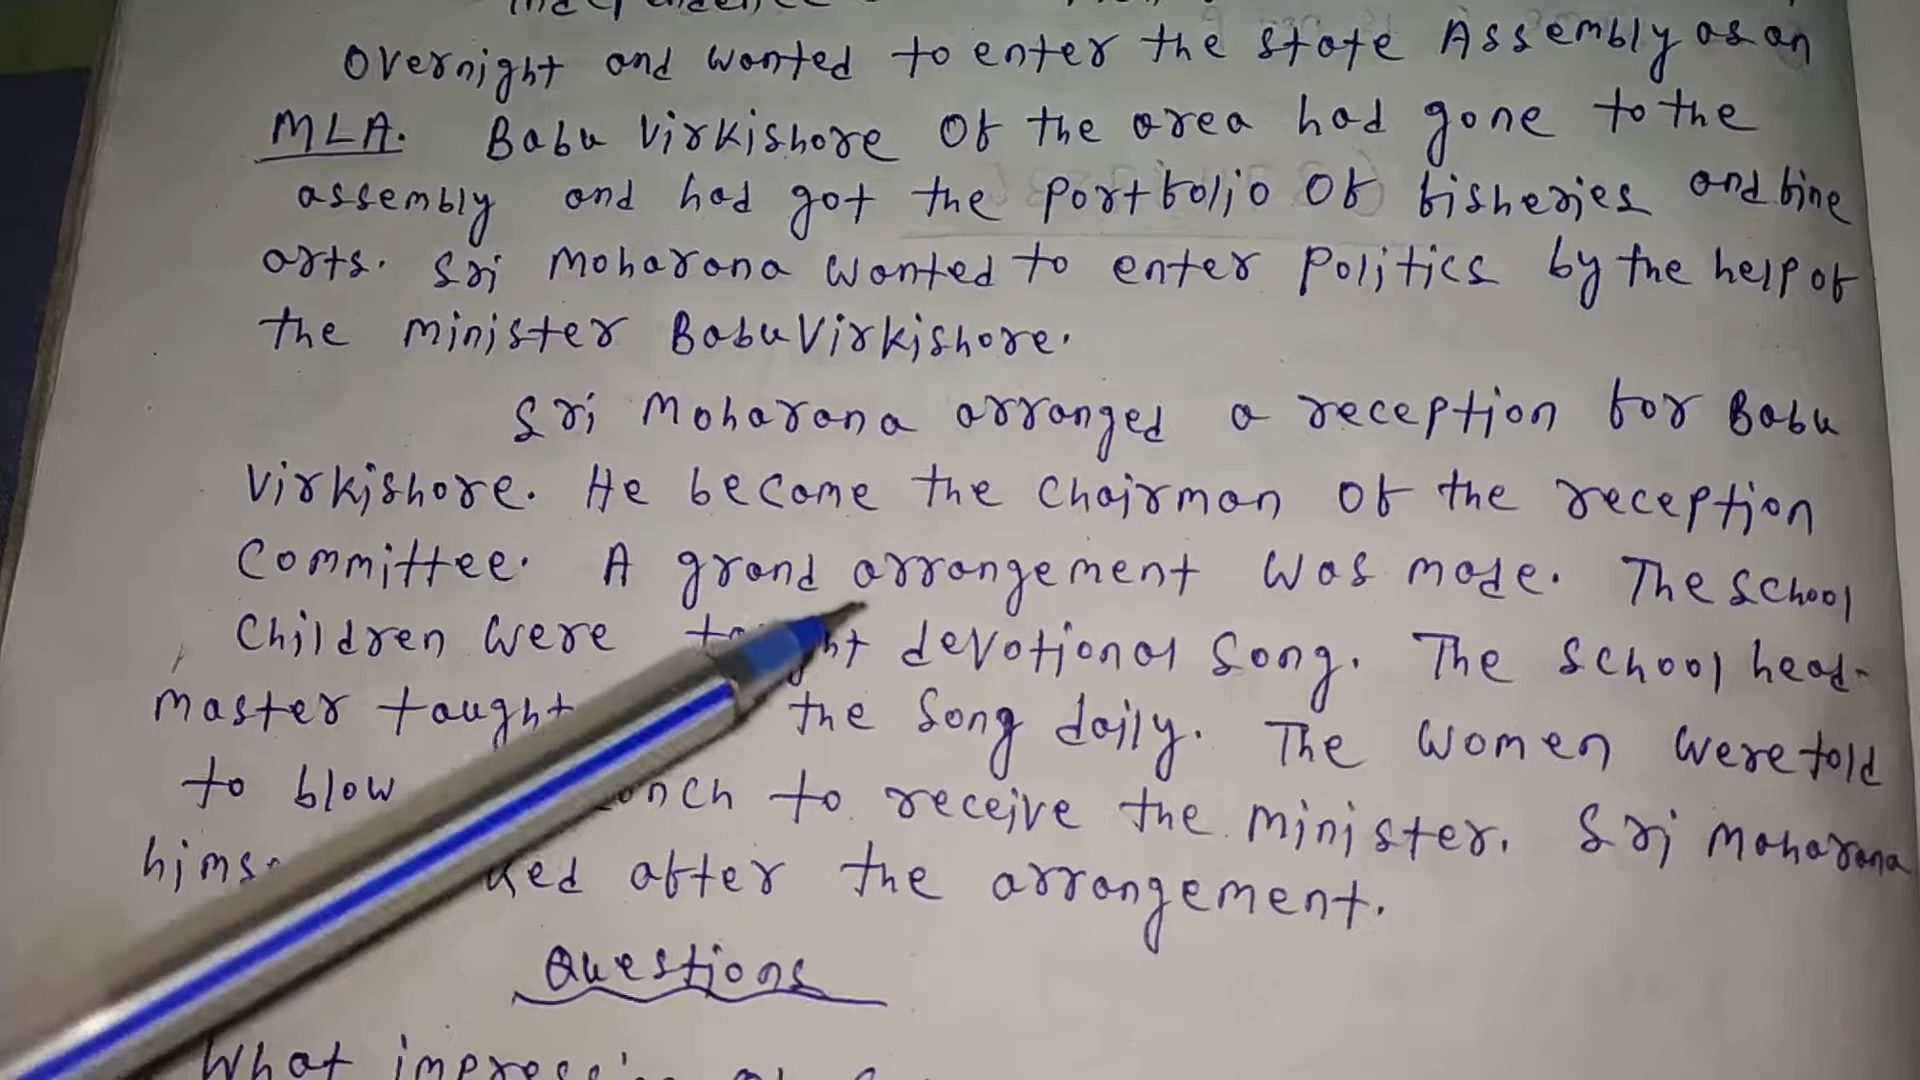 overnight and wanted to enter the state Assembly as an
MLA. Babu Virkishore of the area had gone to the
assembly and had got the portfolio of fisheries and fine
arts. Sri Moharana wanted to enter politics by the help of
the minister Babu Virkishore.
Sri Moharana arranged a reception for Babu
Virkishore. He became the chairman of the reception
Committee. A grand arrangement was made. The school
children were devotional song. The school head-
master taught the song daily. The women were told
to blow to receive the minister. Sri Moharana
after the arrangement.
Questions
What